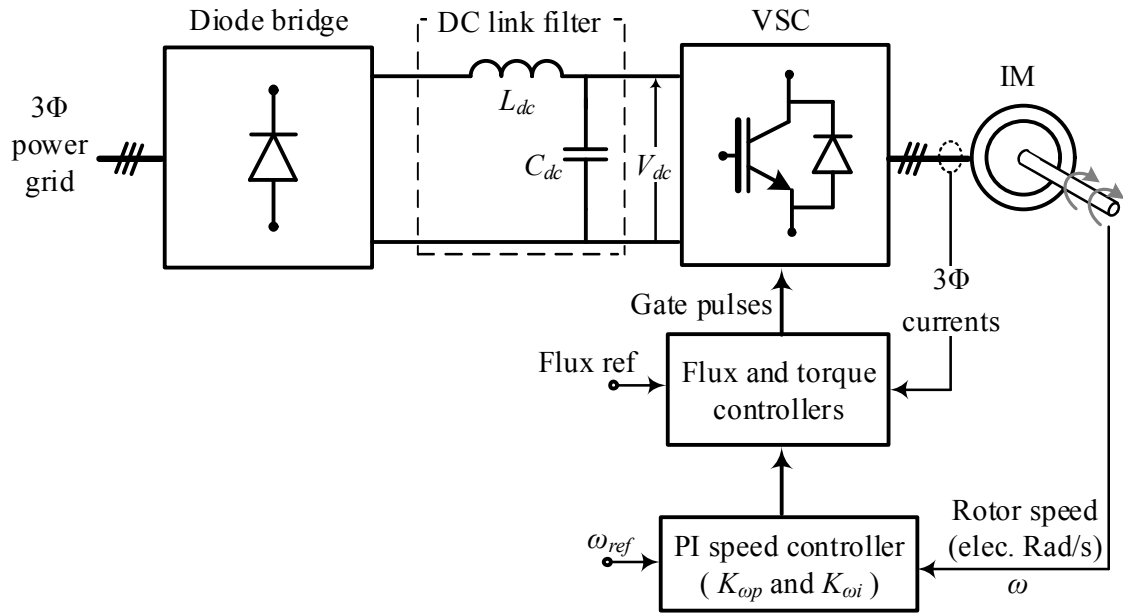 Diode bridge
DC link filter
VSC
IM
3Φ
power
grid
L_dc
C_dc
V_dc
Gate pulses
3Φ
currents
Flux ref
Flux and torque
controllers
ω_ref
PI speed controller
( K_ωp and K_ωi )
Rotor speed
(elec. Rad/s)
ω